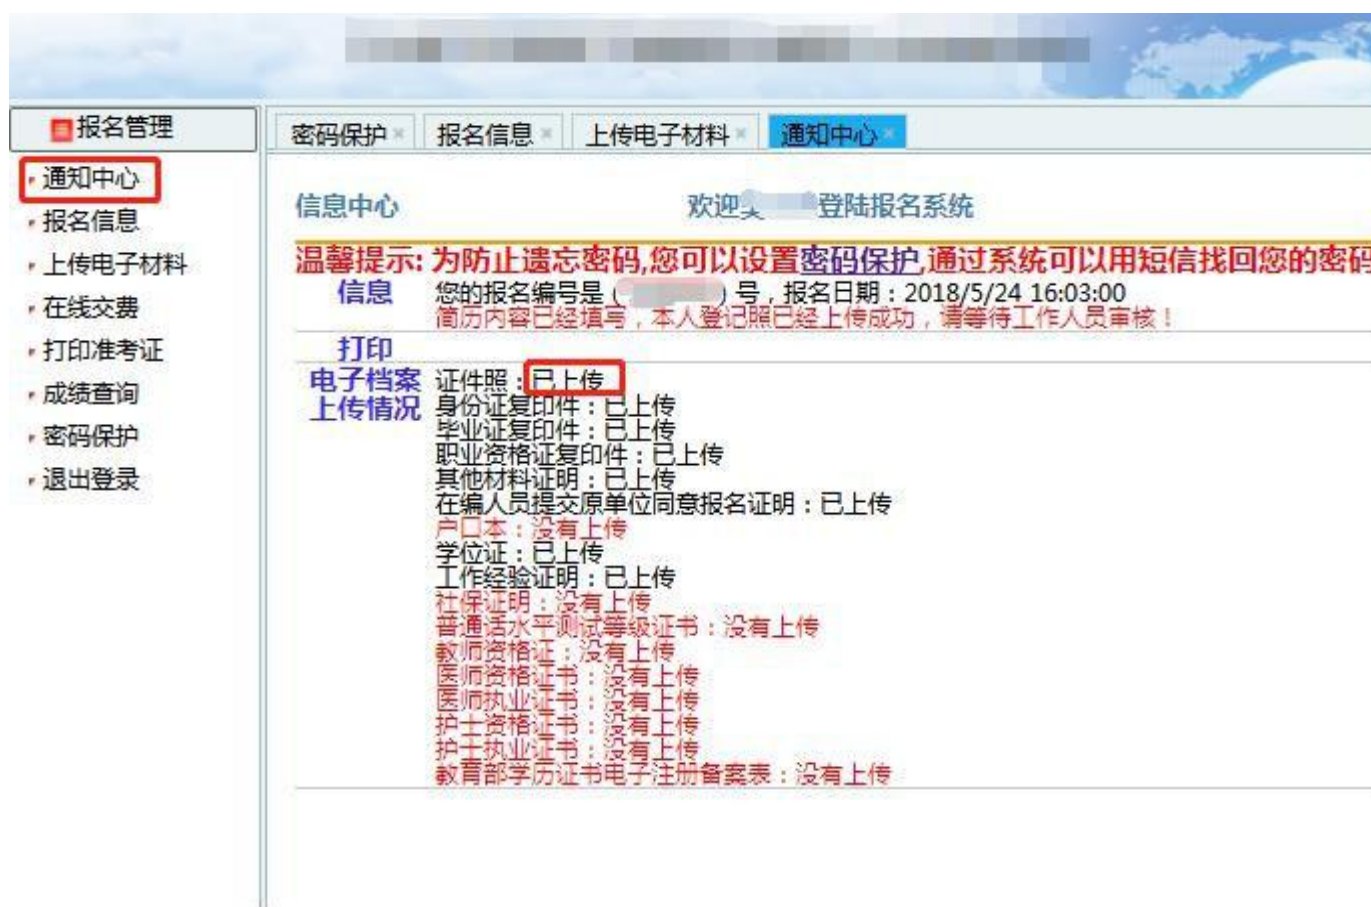 报名管理
通知中心
报名信息
上传电子材料
在线交费
打印准考证
成绩查询
密码保护
退出登录
密码保护× 报名信息× 上传电子材料× 通知中心×
信息中心 欢迎 登陆报名系统
温馨提示: 为防止遗忘密码,您可以设置密码保护,通过系统可以用短信找回您的密码
信息 您的报名编号是 ( ) 号，报名日期：2018/5/24 16:03:00
简历内容已经填写，本人登记照已经上传成功，请等待工作人员审核！
打印
电子档案
上传情况
证件照：已上传
身份证复印件：已上传
毕业证复印件：已上传
职业资格证复印件：已上传
其他材料证明：已上传
在编人员提交原单位同意报名证明：已上传
户口本：没有上传
学位证：已上传
工作经验证明：已上传
社保证明：没有上传
普通话水平测试等级证书：没有上传
教师资格证：没有上传
医师资格证书：没有上传
医师执业证书：没有上传
护士资格证书：没有上传
护士执业证书：没有上传
教育部学历证书电子注册备案表：没有上传